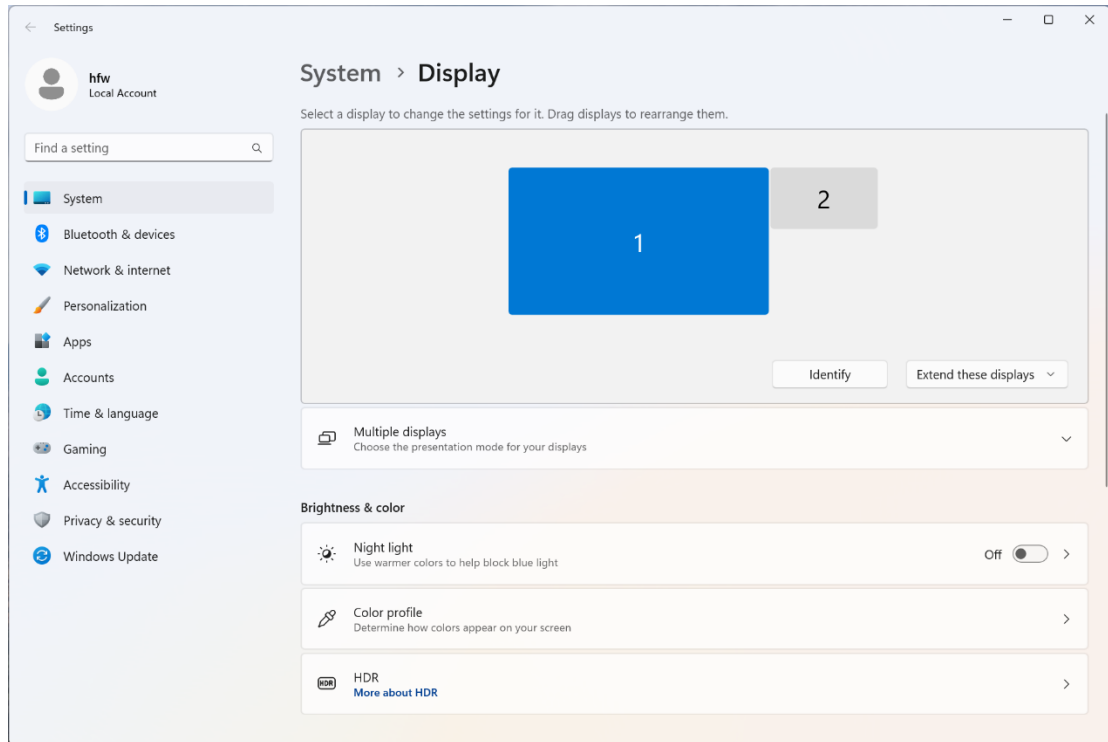 Settings
hfw
Local Account
Find a setting
System
Bluetooth & devices
Network & internet
Personalization
Apps
Accounts
Time & language
Gaming
Accessibility
Privacy & security
Windows Update
System > Display
Select a display to change the settings for it. Drag displays to rearrange them.
1
2
Identify
Extend these displays
Multiple displays
Choose the presentation mode for your displays
Brightness & color
Night light
Use warmer colors to help block blue light
Off
Color profile
Determine how colors appear on your screen
HDR
HDR
More about HDR